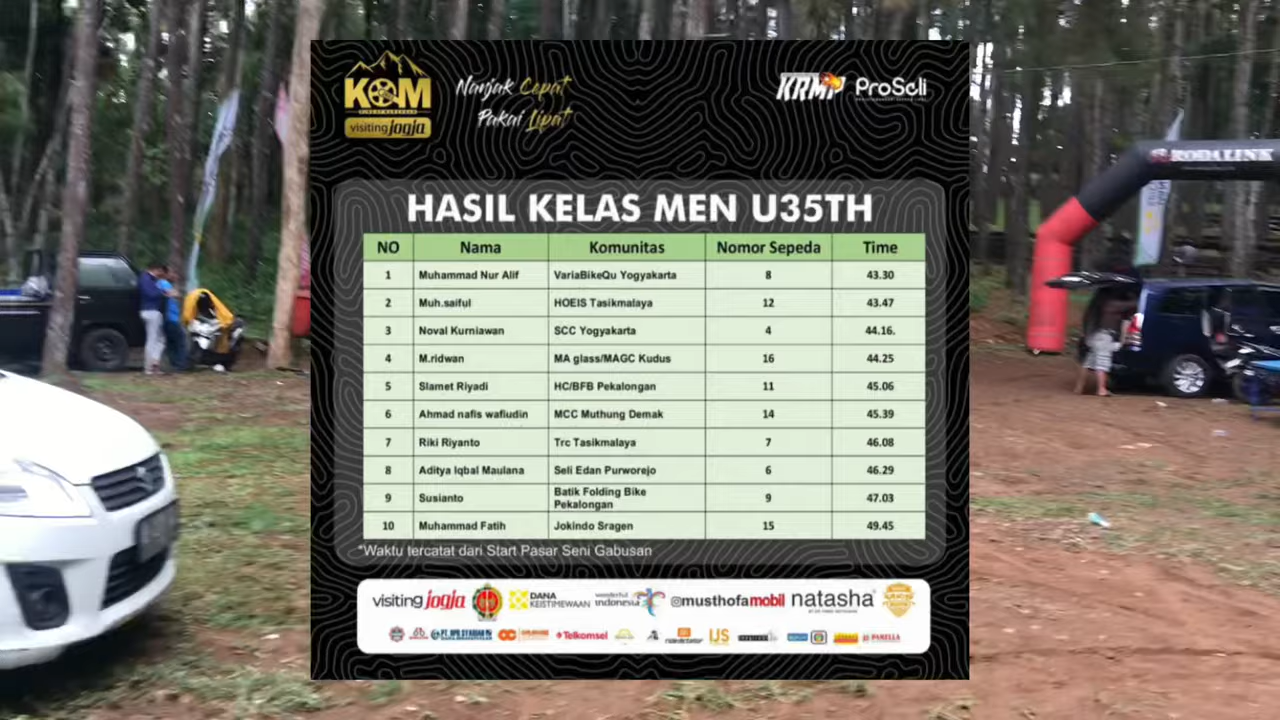 KOM
visiting jogja
Nanjak Cepat
Pakai Lipat
KRMP
ProSeli
RODALINK
HASIL KELAS MEN U35TH
NO Nama Komunitas Nomor Sepeda Time
1 Muhammad Nur Alif VariaBikeQu Yogyakarta 8 43.30
2 Muh.saiful HOEIS Tasikmalaya 12 43.47
3 Noval Kurniawan SCC Yogyakarta 4 44.16.
4 M.ridwan MA glass/MAGC Kudus 16 44.25
5 Slamet Riyadi HC/BFB Pekalongan 11 45.06
6 Ahmad nafis wafiudin MCC Muthung Demak 14 45.39
7 Riki Riyanto Trc Tasikmalaya 7 46.08
8 Aditya Iqbal Maulana Seli Edan Purworejo 6 46.29
9 Susianto Batik Folding Bike Pekalongan 9 47.03
10 Muhammad Fatih Jokindo Sragen 15 49.45
*Waktu tercatat dari Start Pasar Seni Gabusan
visiting jogja
DANA
KEISTIMEWAAN
wonderful
indonesia
@musthofamobil
natasha
Telkomsel
IJS
PARELLA